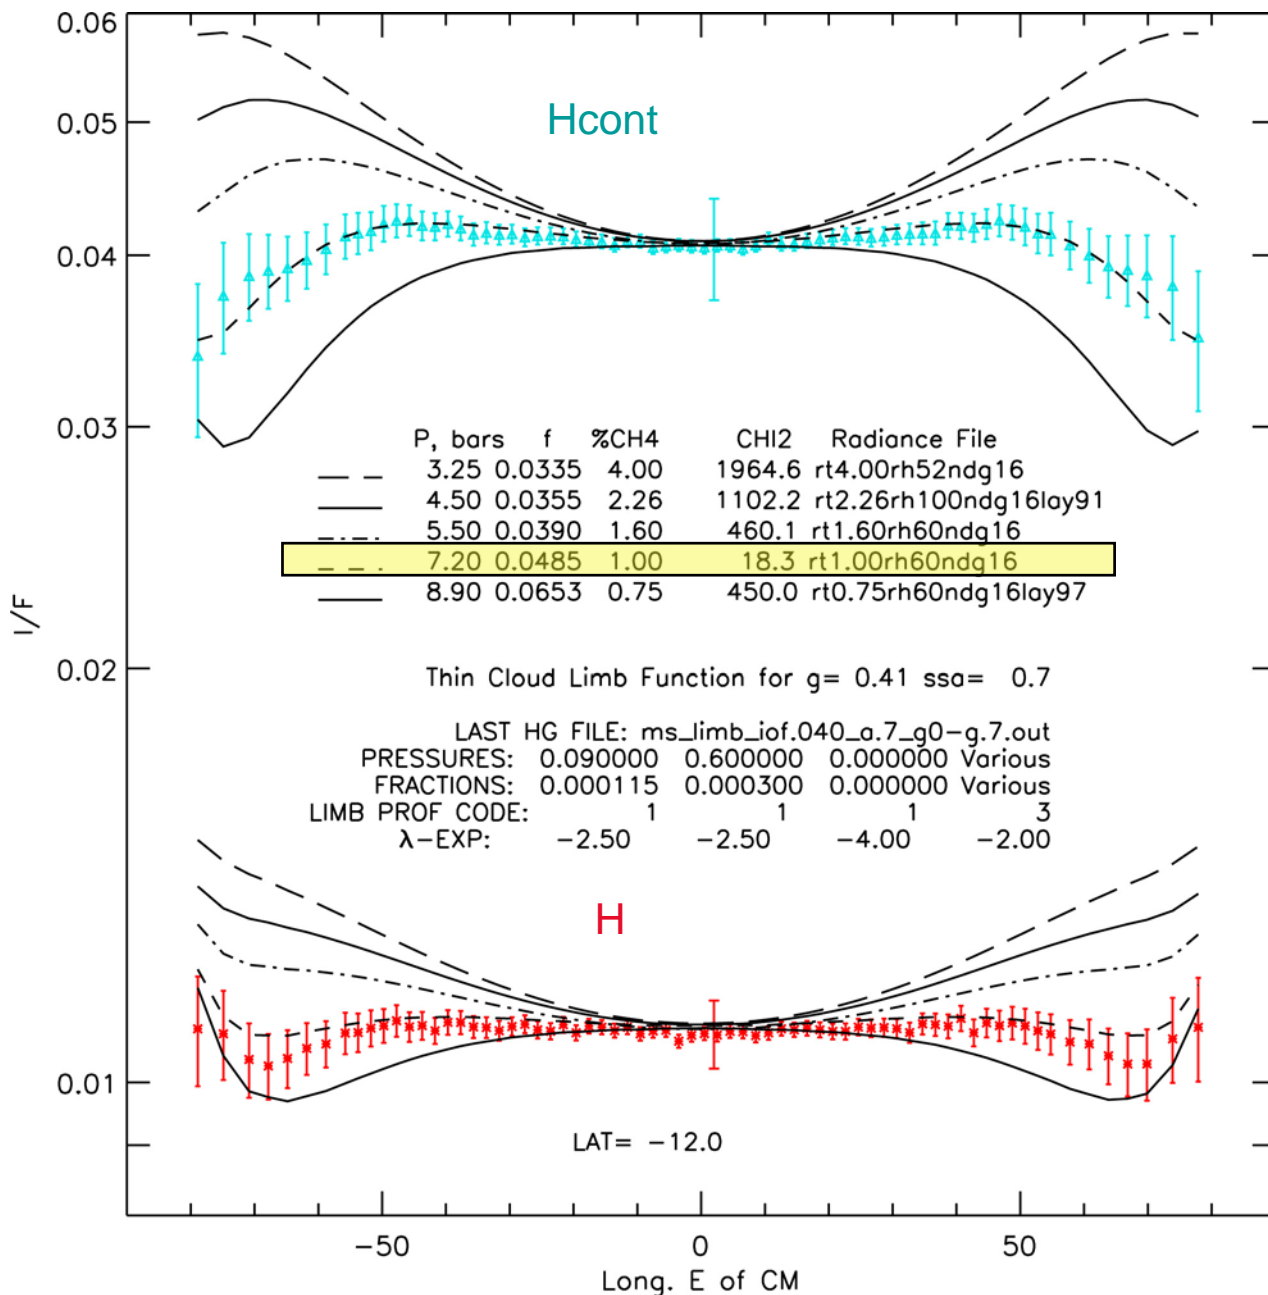 0.06
Hcont
0.05
0.04
0.03
P, bars f %CH4 CHI2 Radiance File
3.25 0.0335 4.00 1964.6 rt4.00rh52ndg16
4.50 0.0355 2.26 1102.2 rt2.26rh100ndg16lay91
5.50 0.0390 1.60 460.1 rt1.60rh60ndg16
7.20 0.0485 1.00 18.3 rt1.00rh60ndg16
8.90 0.0653 0.75 450.0 rt0.75rh60ndg16lay97
I/F
0.02
Thin Cloud Limb Function for g= 0.41 ssa= 0.7
LAST HG FILE: ms_limb_iof.040_a.7_g0-g.7.out
PRESSURES: 0.090000 0.600000 0.000000 Various
FRACTIONS: 0.000115 0.000300 0.000000 Various
LIMB PROF CODE: 1 1 1 3
λ-EXP: -2.50 -2.50 -4.00 -2.00
H
0.01
LAT= -12.0
-50 0 50
Long. E of CM